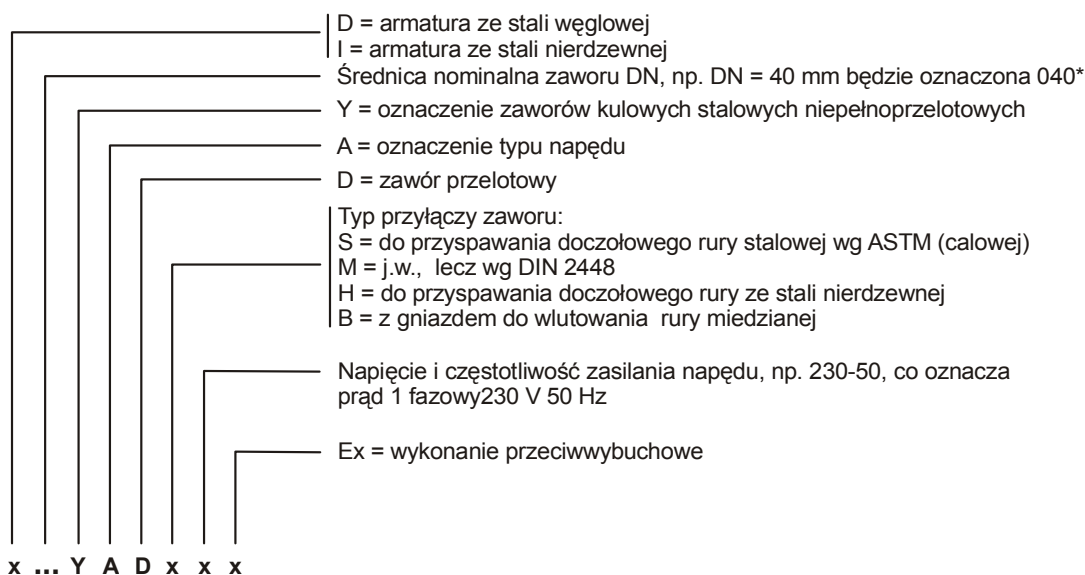 D = armatura ze stali węglowej
I = armatura ze stali nierdzewnej
Średnica nominalna zaworu DN, np. DN = 40 mm będzie oznaczona 040*
Y = oznaczenie zaworów kulowych stalowych niepełnoprzelotowych
A = oznaczenie typu napędu
D = zawór przelotowy
Typ przyłączy zaworu:
S = do przyspawania doczołowego rury stalowej wg ASTM (calowej)
M = j.w., lecz wg DIN 2448
H = do przyspawania doczołowego rury ze stali nierdzewnej
B = z gniazdem do wlutowania rury miedzianej
Napięcie i częstotliwość zasilania napędu, np. 230-50, co oznacza
prąd 1 fazowy230 V 50 Hz
Ex = wykonanie przeciwwybuchowe
x ... Y A D x x x